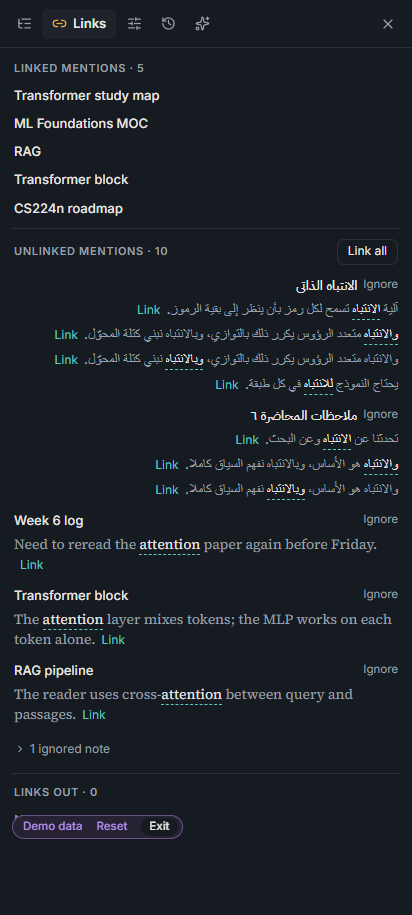 Links
LINKED MENTIONS · 5
Transformer study map
ML Foundations MOC
RAG
Transformer block
CS224n roadmap
UNLINKED MENTIONS · 10
Link all
الانتباه الذاتي Ignore
آلية الانتباه تسمح لكل رمز بأن ينظر إلى بقية الرموز. Link
والانتباه متعدد الرؤوس يكرر ذلك بالتوازي، وبالانتباه نبني كتلة المحوّل. Link
والانتباه متعدد الرؤوس يكرر ذلك بالتوازي، وبالانتباه نبني كتلة المحوّل. Link
يحتاج النموذج للانتباه في كل طبقة. Link
ملاحظات المحاضرة ٦ Ignore
تحدثنا عن الانتباه وعن البحث. Link
والانتباه هو الأساس، وبالانتباه نفهم السياق كاملا. Link
والانتباه هو الأساس، وبالانتباه نفهم السياق كاملا. Link
Week 6 log Ignore
Need to reread the attention paper again before Friday.
Link
Transformer block Ignore
The attention layer mixes tokens; the MLP works on each
token alone. Link
RAG pipeline Ignore
The reader uses cross-attention between query and
passages. Link
1 ignored note
LINKS OUT · 0
Demo data Reset Exit